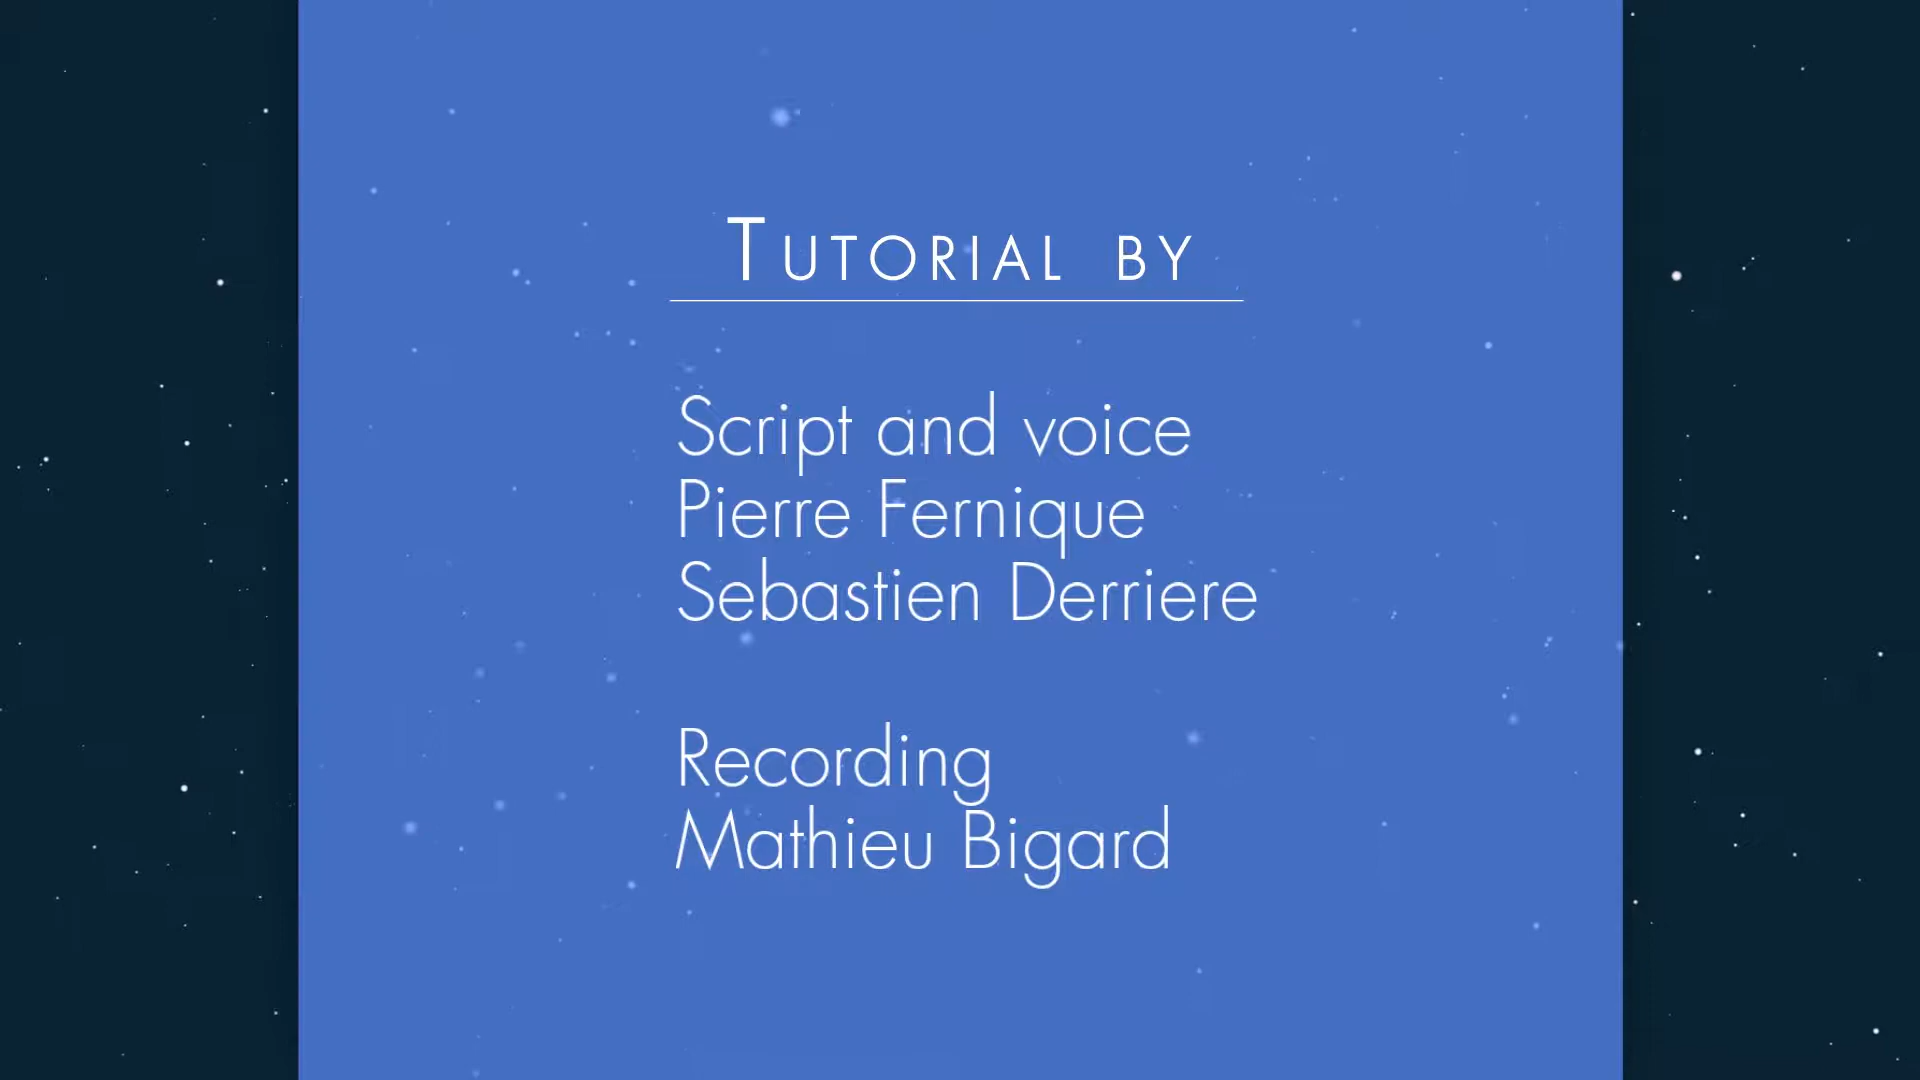 Tutorial by
Script and voice
Pierre Fernique
Sebastien Derriere
Recording
Mathieu Bigard